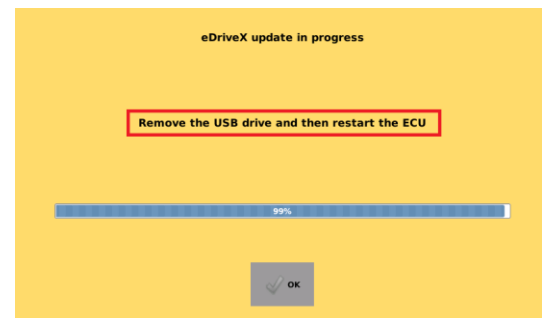 eDriveX update in progress
Remove the USB drive and then restart the ECU
99%
OK